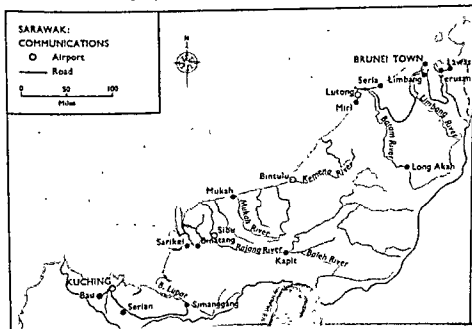 SARAWAK:
COMMUNICATIONS
Airport
Road
0 50 100
Miles
N
BRUNEI TOWN
Lawas
Limbang
Seria
Lutong
Miri
Limbang River
Baram River
Long Akah
Bintulu
Kemena River
Mukah
Mukah River
Sibu
Sarikei
Binatang
Rajang River
Kapit
Baleh River
KUCHING
Bau
B. Lupar
Serian
Simanggang